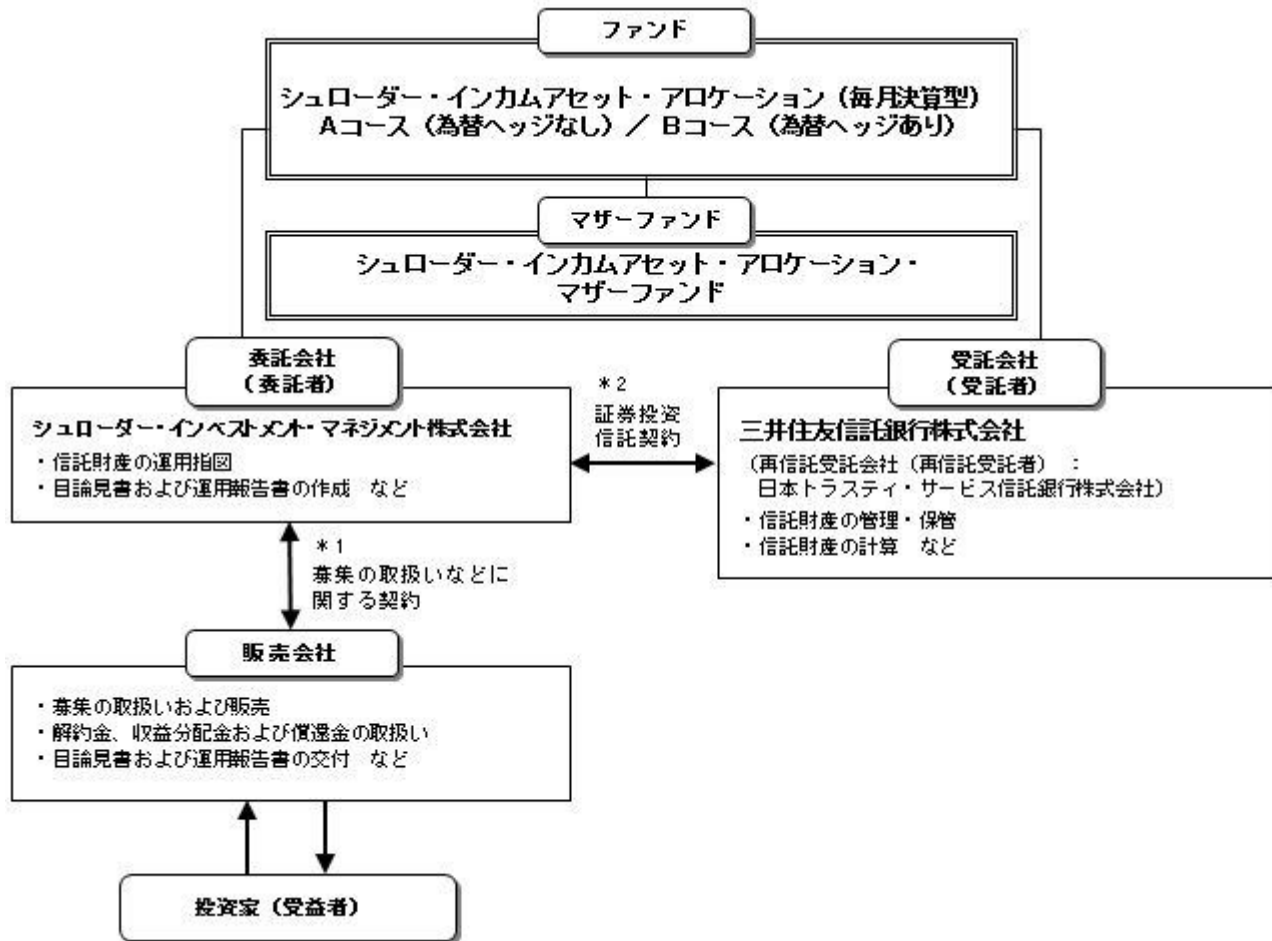 ファンド
シュローダー・インカムアセット・アロケーション（毎月決算型）
Aコース（為替ヘッジなし）／ Bコース（為替ヘッジあり）
マザーファンド
シュローダー・インカムアセット・アロケーション・
マザーファンド
委託会社
（委託者）
シュローダー・インベストメント・マネジメント株式会社
・信託財産の運用指図
・目論見書および運用報告書の作成　など
＊2
証券投資
信託契約
受託会社
（受託者）
三井住友信託銀行株式会社
（再信託受託会社（再信託受託者）　：
日本トラスティ・サービス信託銀行株式会社）
・信託財産の管理・保管
・信託財産の計算　など
＊1
募集の取扱いなどに
関する契約
販売会社
・募集の取扱いおよび販売
・解約金、収益分配金および償還金の取扱い
・目論見書および運用報告書の交付　など
投資家（受益者）